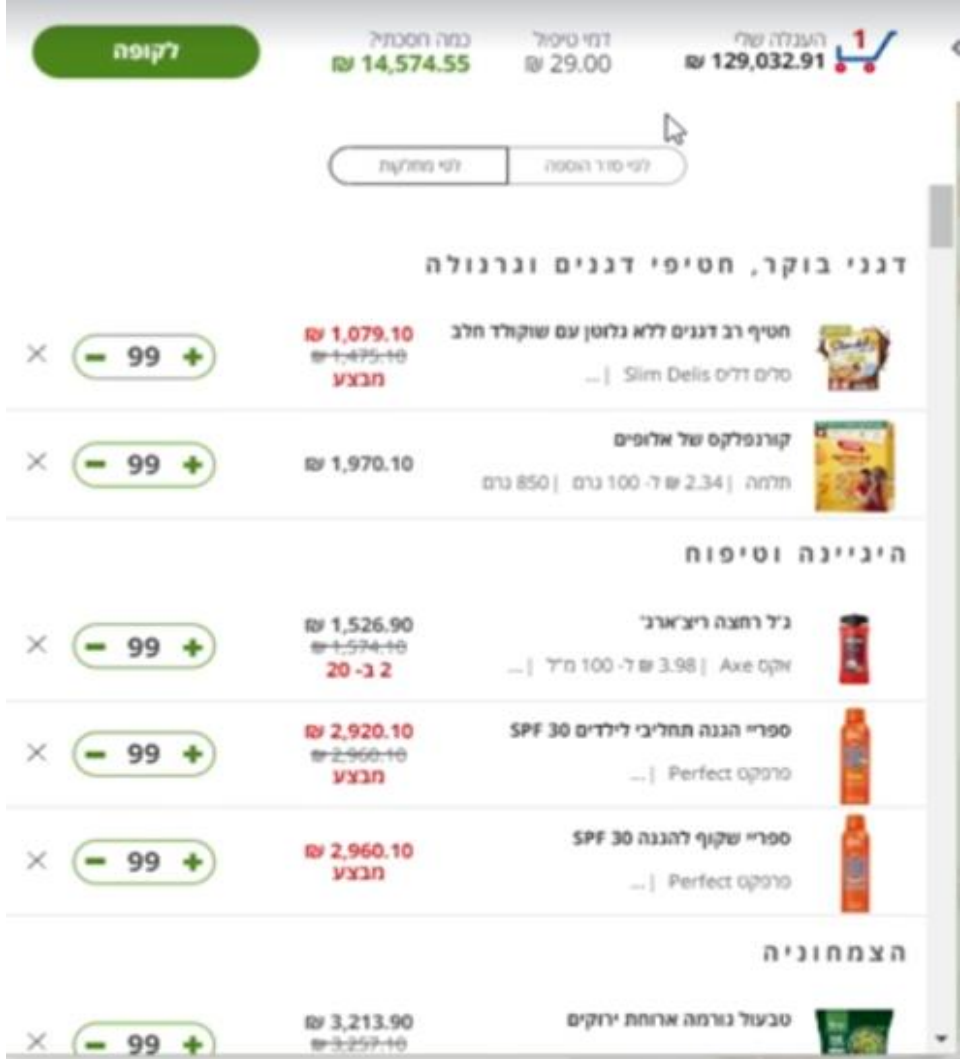 1 העגלה שלי דמי טיפול כמה חסכתי? לקופה
129,032.91 ₪ 29.00 ₪ 14,574.55 ₪
לפי סדר הוספה לפי מחלקות
דגני בוקר, חטיפי דגנים וגרנולה
חטיף רב דגנים ללא גלוטן עם שוקולד חלב 1,079.10 ₪
1,475.10 ₪
+ 99 −
סלים דליס Slim Delis | ...
מבצע
קורנפלקס של אלופים
1,970.10 ₪ + 99 −
תלמה | 2.34 ₪ ל- 100 גרם | 850 גרם
היגיינה וטיפוח
ג'ל רחצה ריצ'ארג' 1,526.90 ₪
1,574.10 ₪ + 99 −
אקס Axe | 3.98 ₪ ל- 100 מ"ל | ...
2 ב- 20
ספריי הגנה תחליבי לילדים SPF 30 2,920.10 ₪
2,960.10 ₪ + 99 −
פרפקט Perfect | ...
מבצע
ספריי שקוף להגנה SPF 30
2,960.10 ₪ + 99 −
מבצע
פרפקט Perfect | ...
הצמחוניה
טבעול גורמה ארוחת ירוקים 3,213.90 ₪
3,257.10 ₪ + 99 −